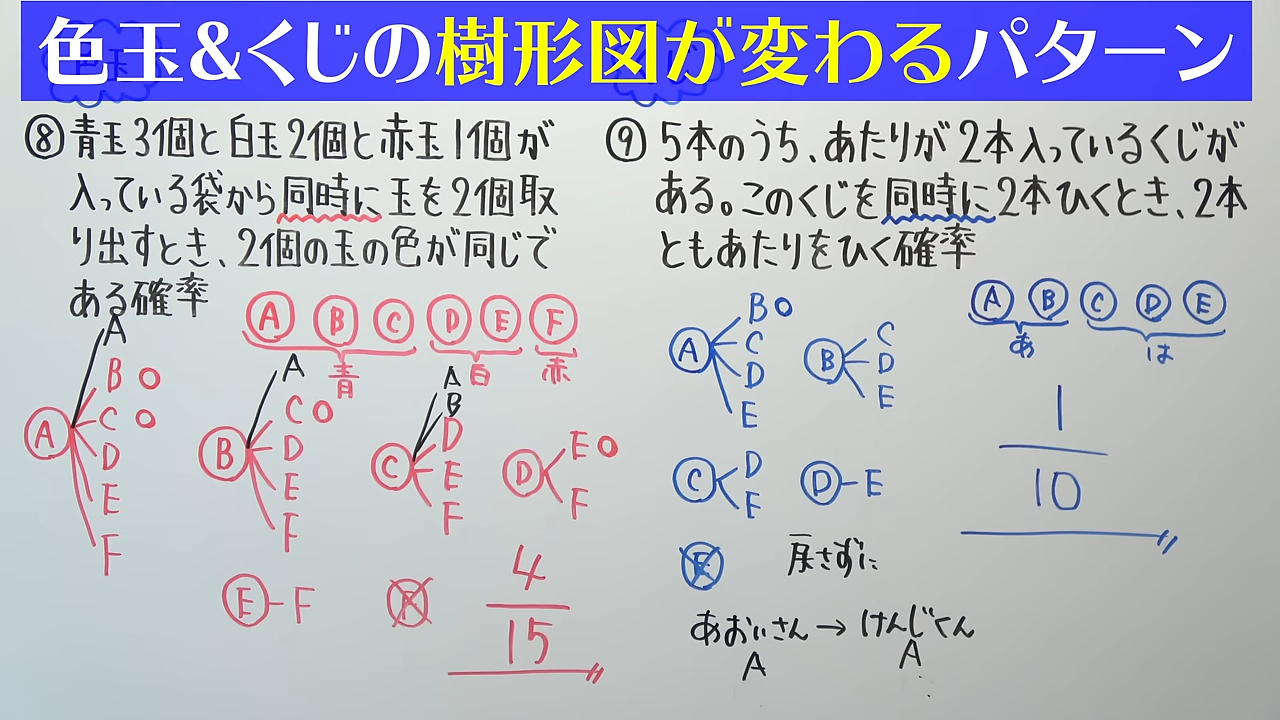 色玉&くじの樹形図が変わるパターン
⑧青玉3個と白玉2個と赤玉1個が
入っている袋から同時に玉を2個取
り出すとき、2個の玉の色が同じで
ある確率
A B C D E F
青 白 赤
A
A B○ C○ D E F
A
B C○ D E F
A B
C D E F
D E○ F
E-F
F
4
15
⑨5本のうち、あたりが2本入っているくじが
ある。このくじを同時に2本ひくとき、2本
ともあたりをひく確率
A B C D E
あ は
A B○ C D E
B C D E
C D E
D-E
E
1
10
戻さずに
あおいさん→けんじくん
A A